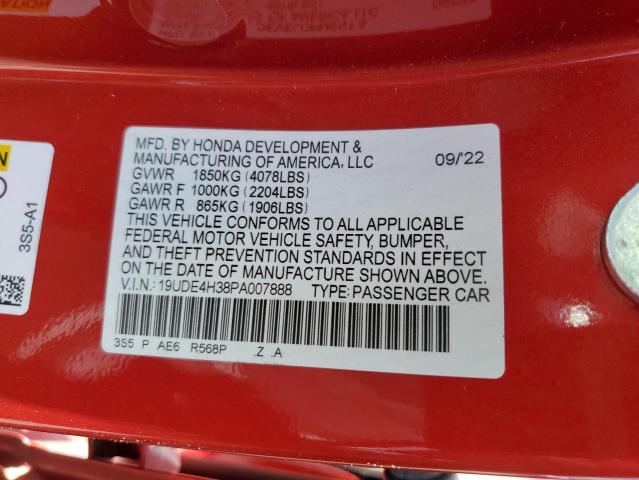 MFD. BY HONDA DEVELOPMENT &
MANUFACTURING OF AMERICA, LLC 09/'22
GVWR 1850KG (4078LBS)
GAWR F 1000KG (2204LBS)
GAWR R 865KG (1906LBS)
THIS VEHICLE CONFORMS TO ALL APPLICABLE
FEDERAL MOTOR VEHICLE SAFETY, BUMPER,
AND THEFT PREVENTION STANDARDS IN EFFECT
ON THE DATE OF MANUFACTURE SHOWN ABOVE.
V.I.N.: 19UDE4H38PA007888 TYPE: PASSENGER CAR
3S5 P AE6 R568P .Z .A
3S5-A1